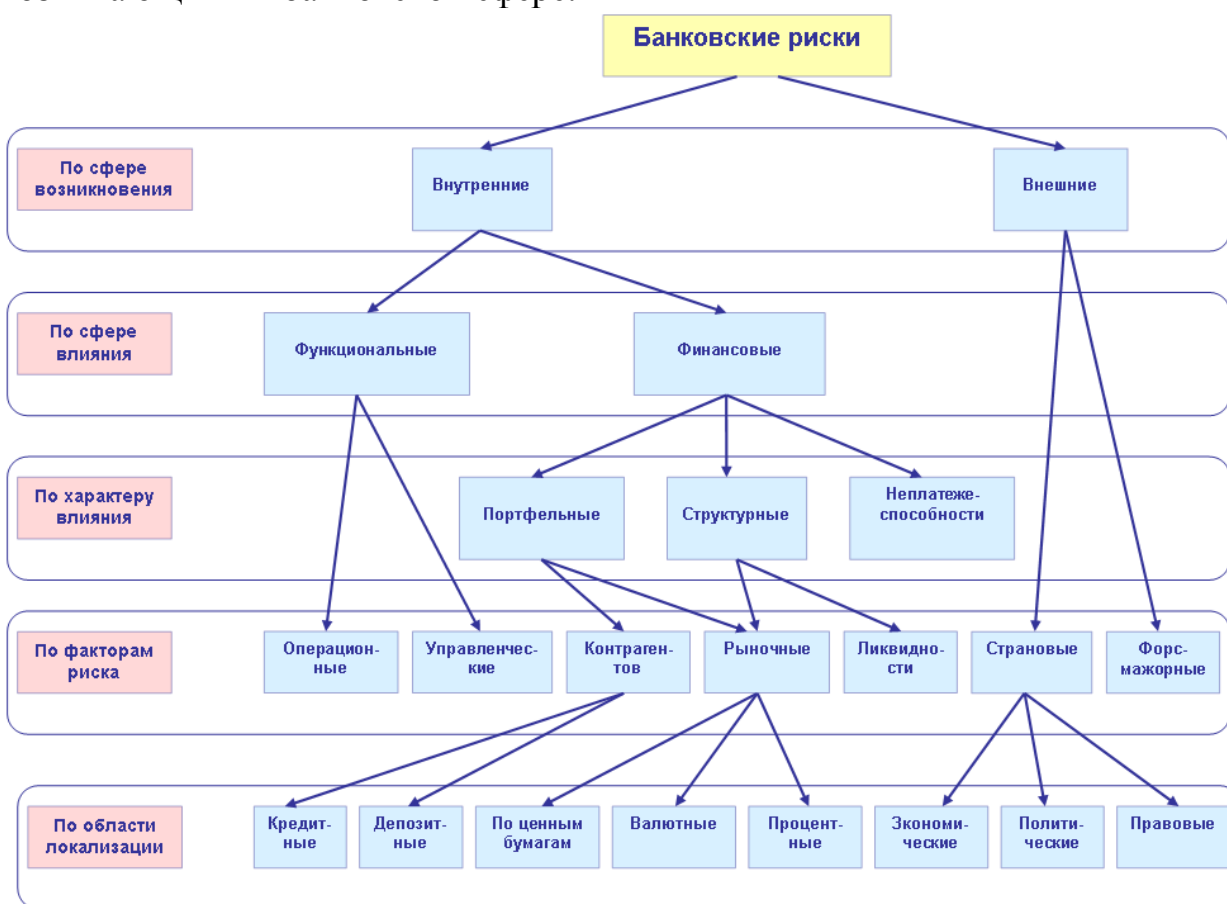 Банковские риски
По сфере
возникновения
Внутренние
Внешние
По сфере
влияния
Функциональные
Финансовые
По характеру
влияния
Портфельные
Структурные
Неплатеже-
способности
По факторам
риска
Операцион-
ные
Управленчес-
кие
Контраген-
тов
Рыночные
Ликвидно-
сти
Страновые
Форс-
мажорные
По области
локализации
Кредит-
ные
Депозит-
ные
По ценным
бумагам
Валютные
Процент-
ные
Экономи-
ческие
Полити-
ческие
Правовые